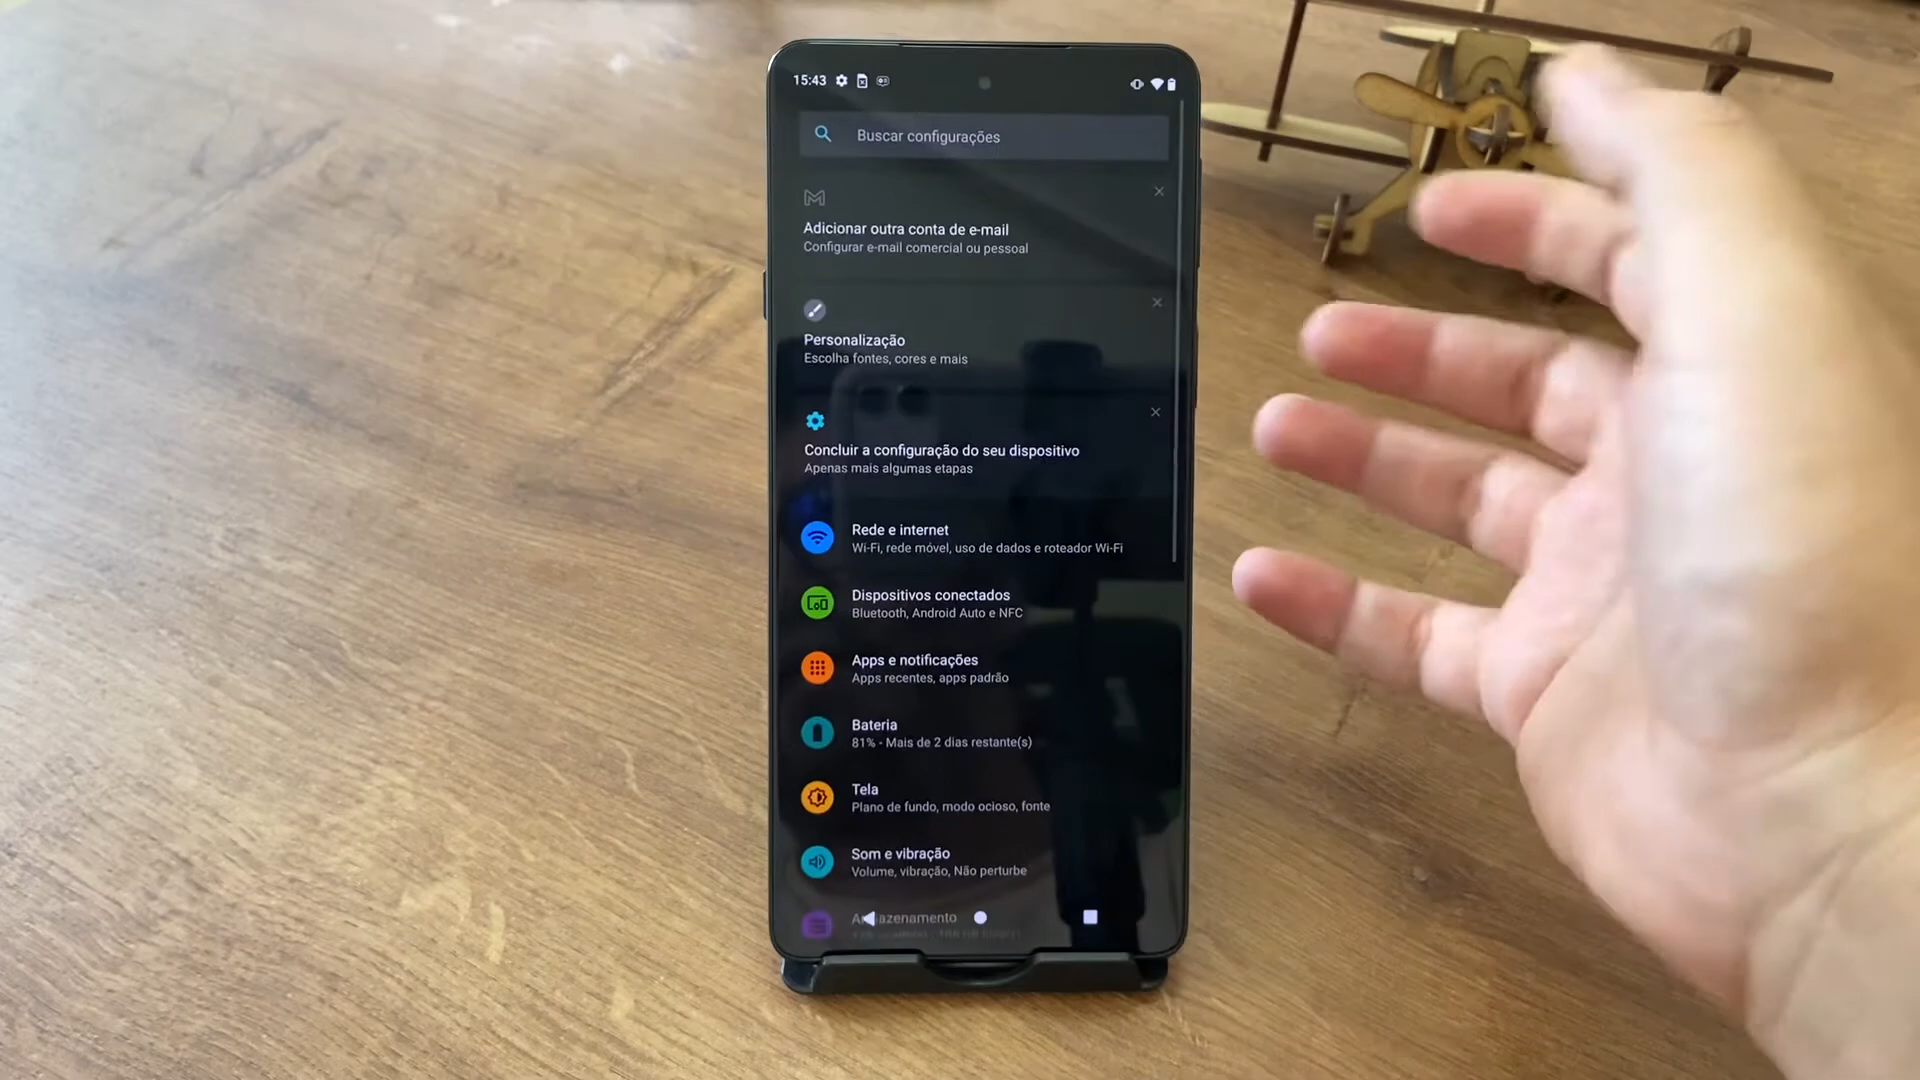 15:43
Buscar configurações
Adicionar outra conta de e-mail
Configurar e-mail comercial ou pessoal
Personalização
Escolha fontes, cores e mais
Concluir a configuração do seu dispositivo
Apenas mais algumas etapas
Rede e internet
Wi-Fi, rede móvel, uso de dados e roteador Wi-Fi
Dispositivos conectados
Bluetooth, Android Auto e NFC
Apps e notificações
Apps recentes, apps padrão
Bateria
81% - Mais de 2 dias restante(s)
Tela
Plano de fundo, modo ocioso, fonte
Som e vibração
Volume, vibração, Não perturbe
Armazenamento